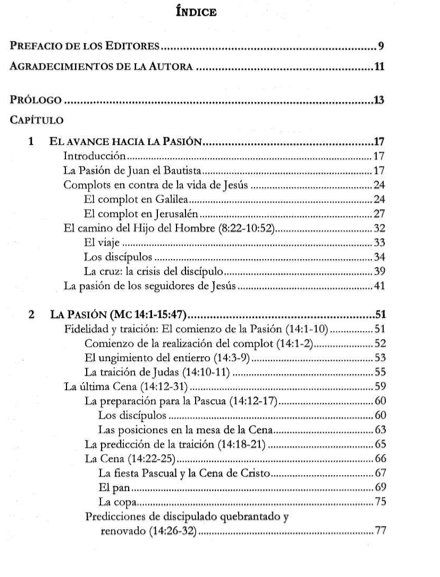 ÍNDICE
PREFACIO DE LOS EDITORES....................9
AGRADECIMIENTOS DE LA AUTORA....................11
PRÓLOGO....................13
CAPÍTULO
1 EL AVANCE HACIA LA PASIÓN....................17
Introducción....................17
La Pasión de Juan el Bautista....................17
Complots en contra de la vida de Jesús....................24
El complot en Galilea....................24
El complot en Jerusalén....................27
El camino del Hijo del Hombre (8:22-10:52)....................32
El viaje....................33
Los discípulos....................34
La cruz: la crisis del discípulo....................39
La pasión de los seguidores de Jesús....................41
2 LA PASIÓN (MC 14:1-15:47)....................51
Fidelidad y traición: El comienzo de la Pasión (14:1-10)....................51
Comienzo de la realización del complot (14:1-2)....................52
El ungimiento del entierro (14:3-9)....................53
La traición de Judas (14:10-11)....................55
La última Cena (14:12-31)....................59
La preparación para la Pascua (14:12-17)....................60
Los discípulos....................60
Las posiciones en la mesa de la Cena....................63
La predicción de la traición (14:18-21)....................65
La Cena (14:22-25)....................66
La fiesta Pascual y la Cena de Cristo....................67
El pan....................69
La copa....................75
Predicciones de discipulado quebrantado y
renovado (14:26-32)....................77